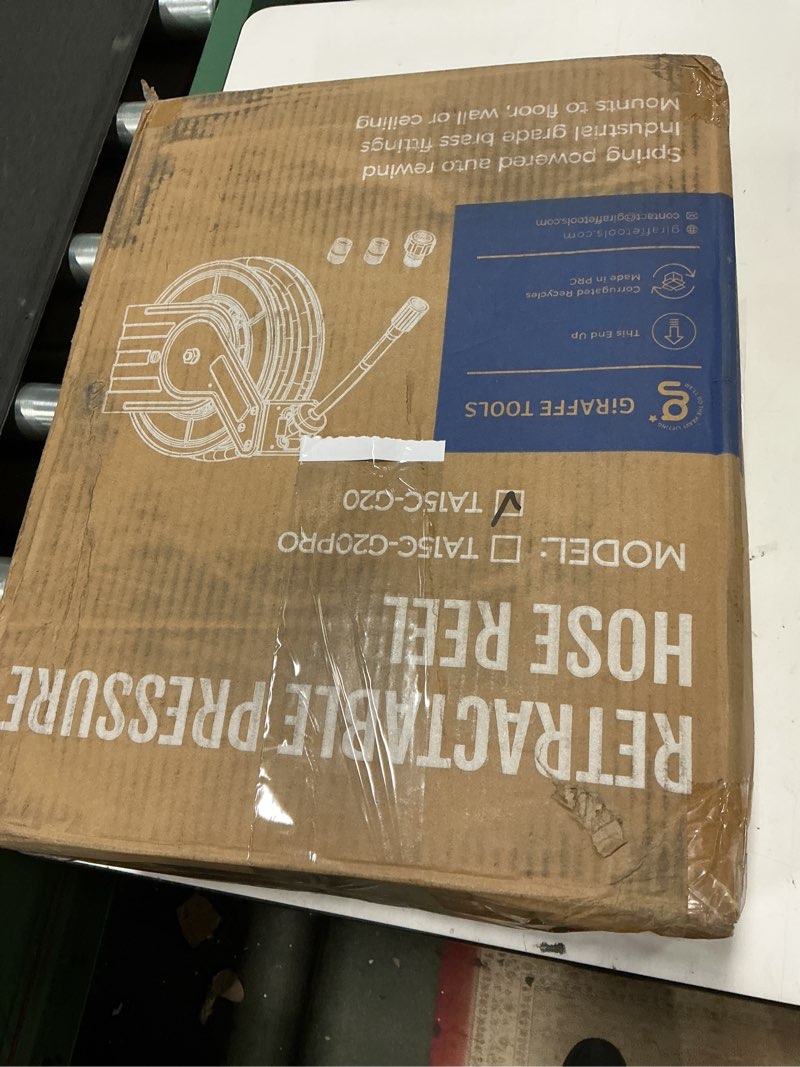 RETRACTABLE PRESSURE
HOSE REEL
MODEL: □ TA15C-G20PRO
□ TA15C-G20
GiRAFFE TOOLS
This End Up
Corrugated Recycles
Made in PRC
giraffetools.com
contact@giraffetools.com
Spring powered auto rewind
Industrial grade brass fittings
Mounts to floor, wall or ceiling